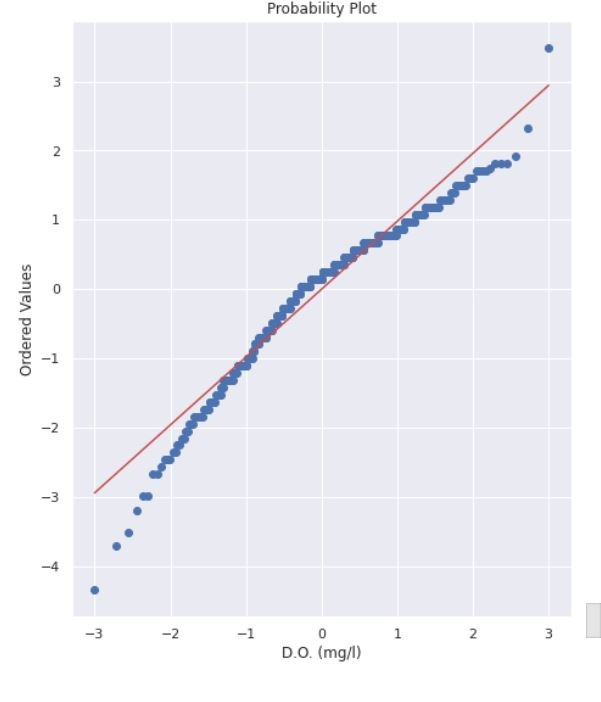 Probability Plot
3
2
1
0
−1
−2
−3
−4
Ordered Values
−3 −2 −1 0 1 2 3
D.O. (mg/l)